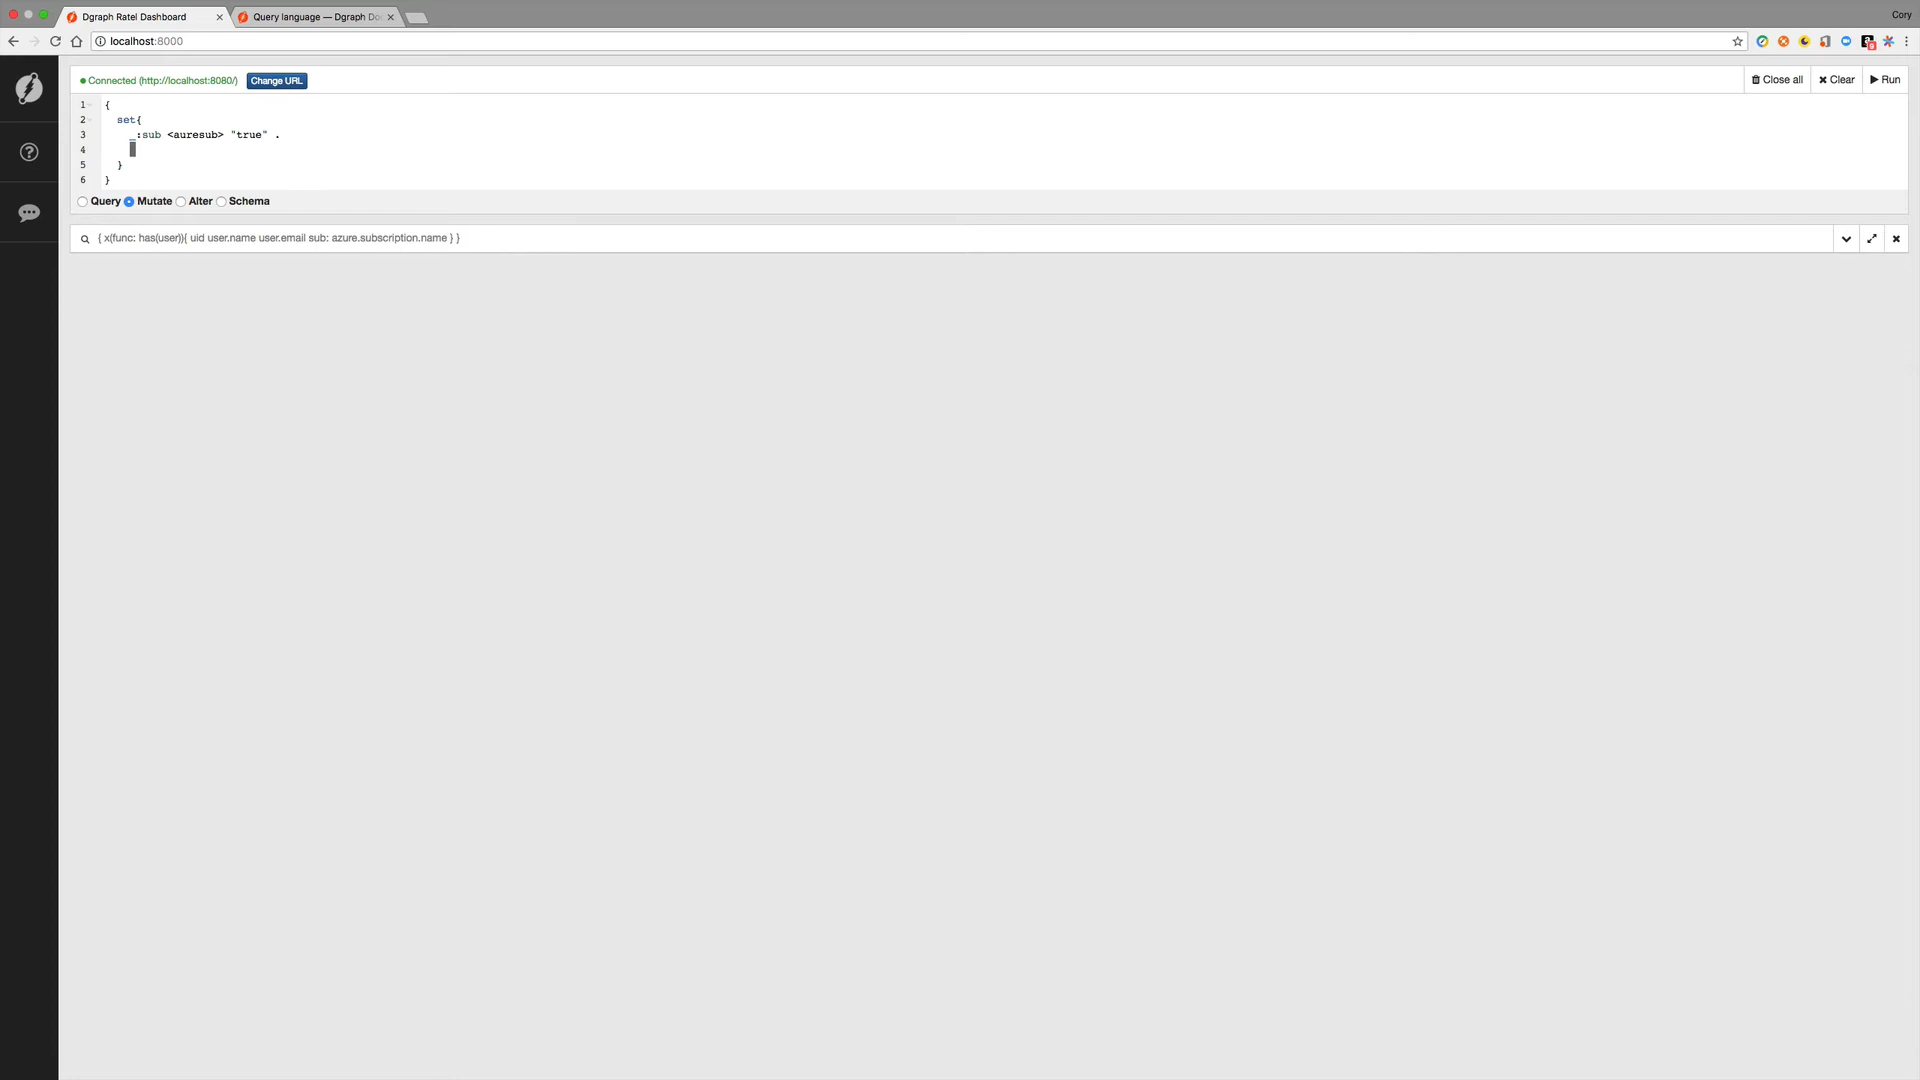 Dgraph Ratel Dashboard
Query language — Dgraph Do
Cory
localhost:8000
9
Connected (http://localhost:8080/)
Change URL
Close all
Clear
Run
1 {
2 set{
3 _:sub <auresub> "true" .
4
5 }
6 }
Query Mutate Alter Schema
{ x(func: has(user)){ uid user.name user.email sub: azure.subscription.name } }